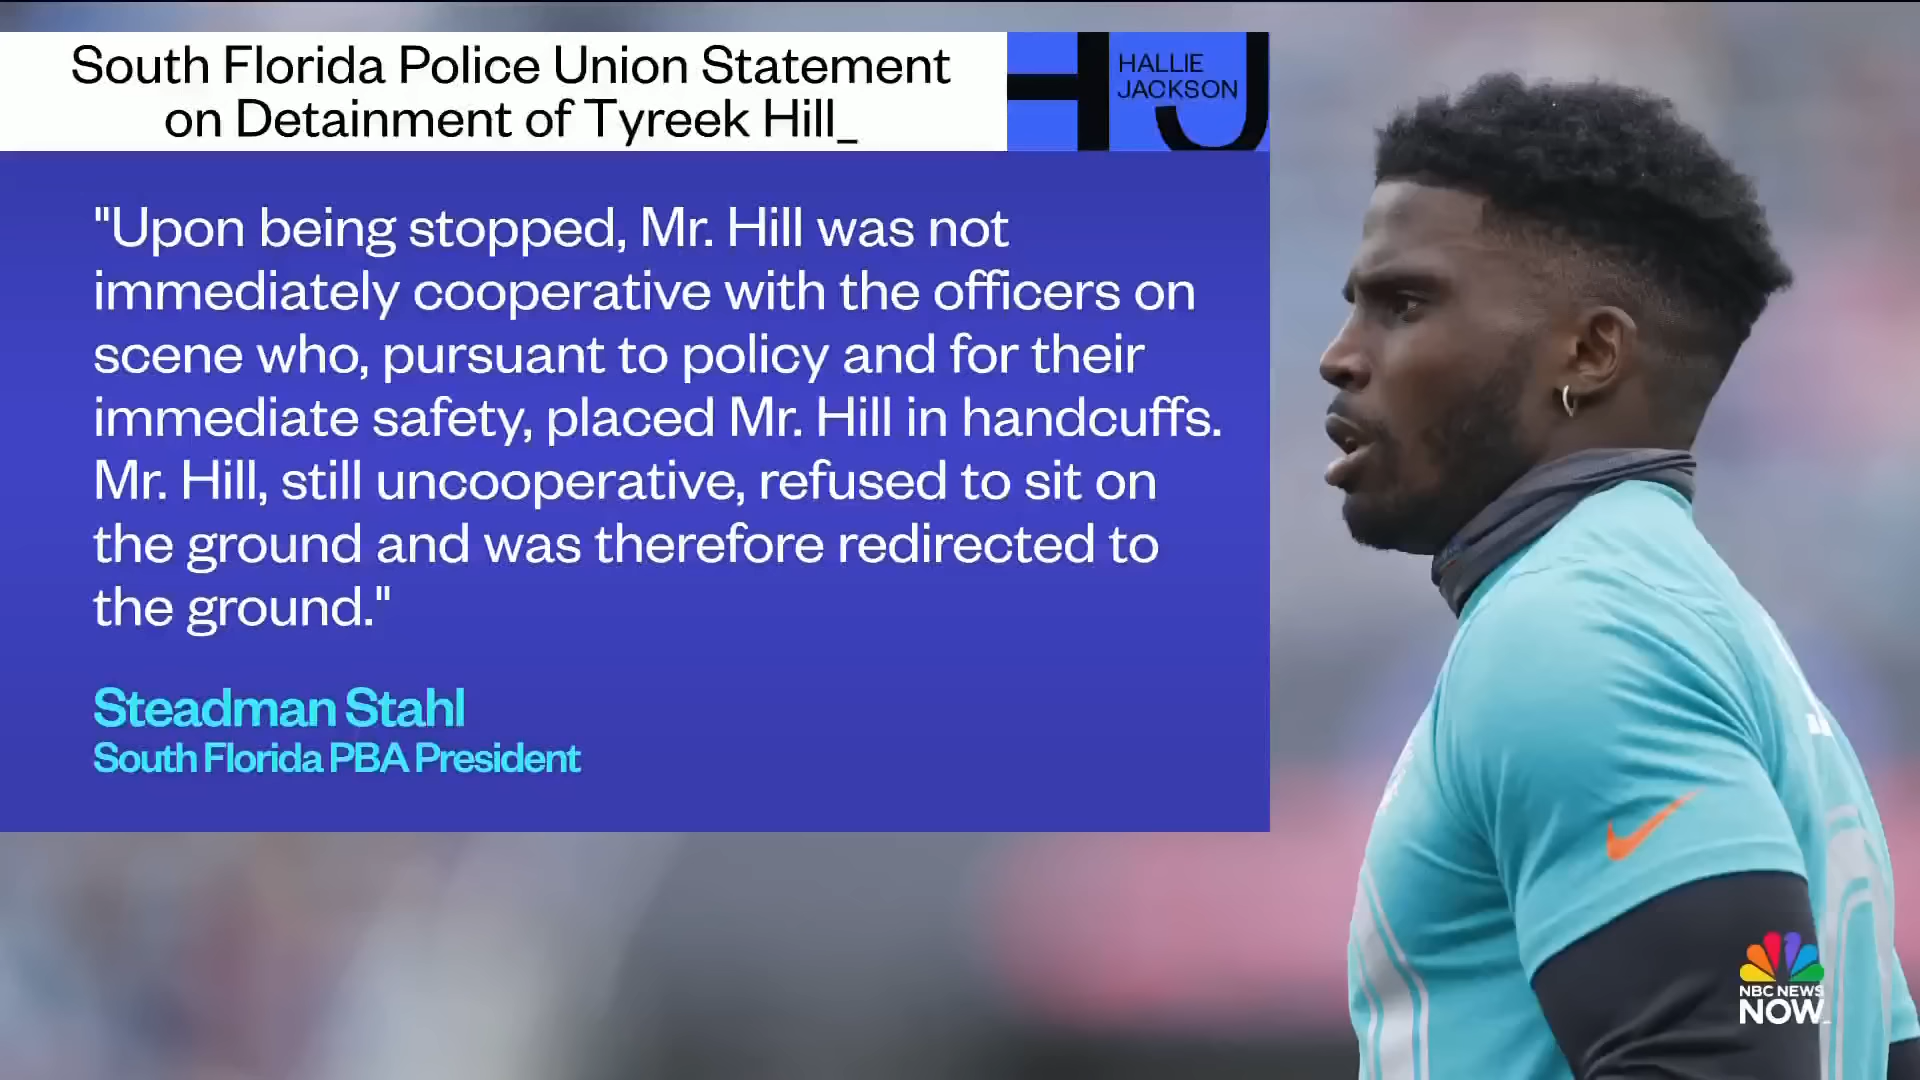 South Florida Police Union Statement
on Detainment of Tyreek Hill_
HJ
HALLIE
JACKSON
"Upon being stopped, Mr. Hill was not
immediately cooperative with the officers on
scene who, pursuant to policy and for their
immediate safety, placed Mr. Hill in handcuffs.
Mr. Hill, still uncooperative, refused to sit on
the ground and was therefore redirected to
the ground."
Steadman Stahl
South Florida PBA President
NBC NEWS
NOW_